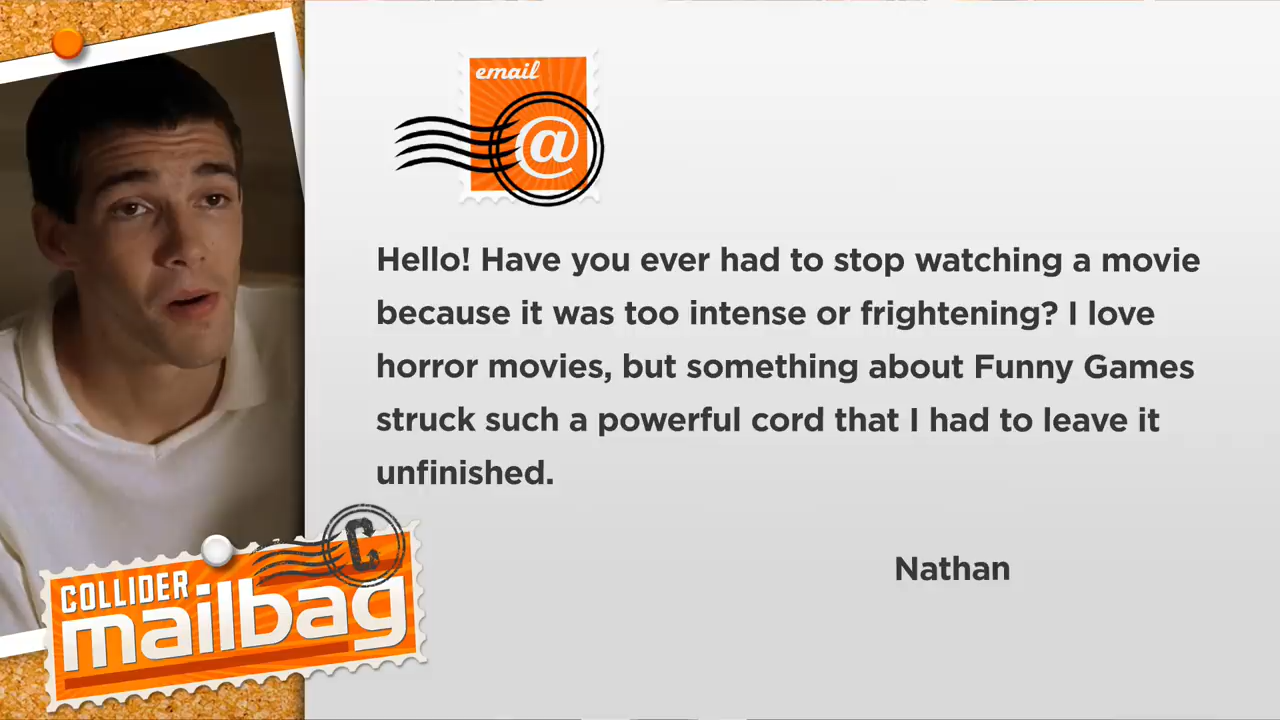 email
@
Hello! Have you ever had to stop watching a movie
because it was too intense or frightening? I love
horror movies, but something about Funny Games
struck such a powerful cord that I had to leave it
unfinished.
Nathan
C
COLLIDER
mailbag